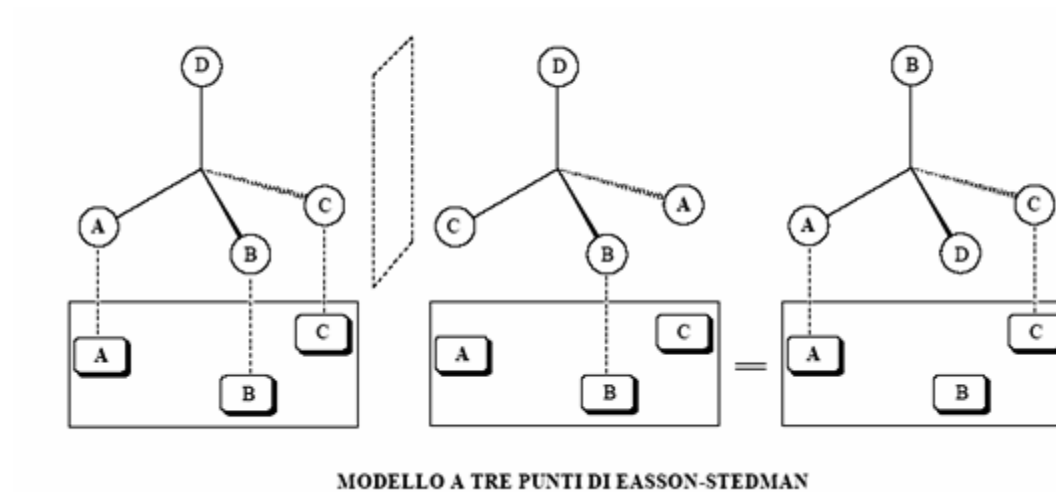 D D B
A C B C B A A D C
A B C A B C A B C
MODELLO A TRE PUNTI DI EASSON-STEDMAN